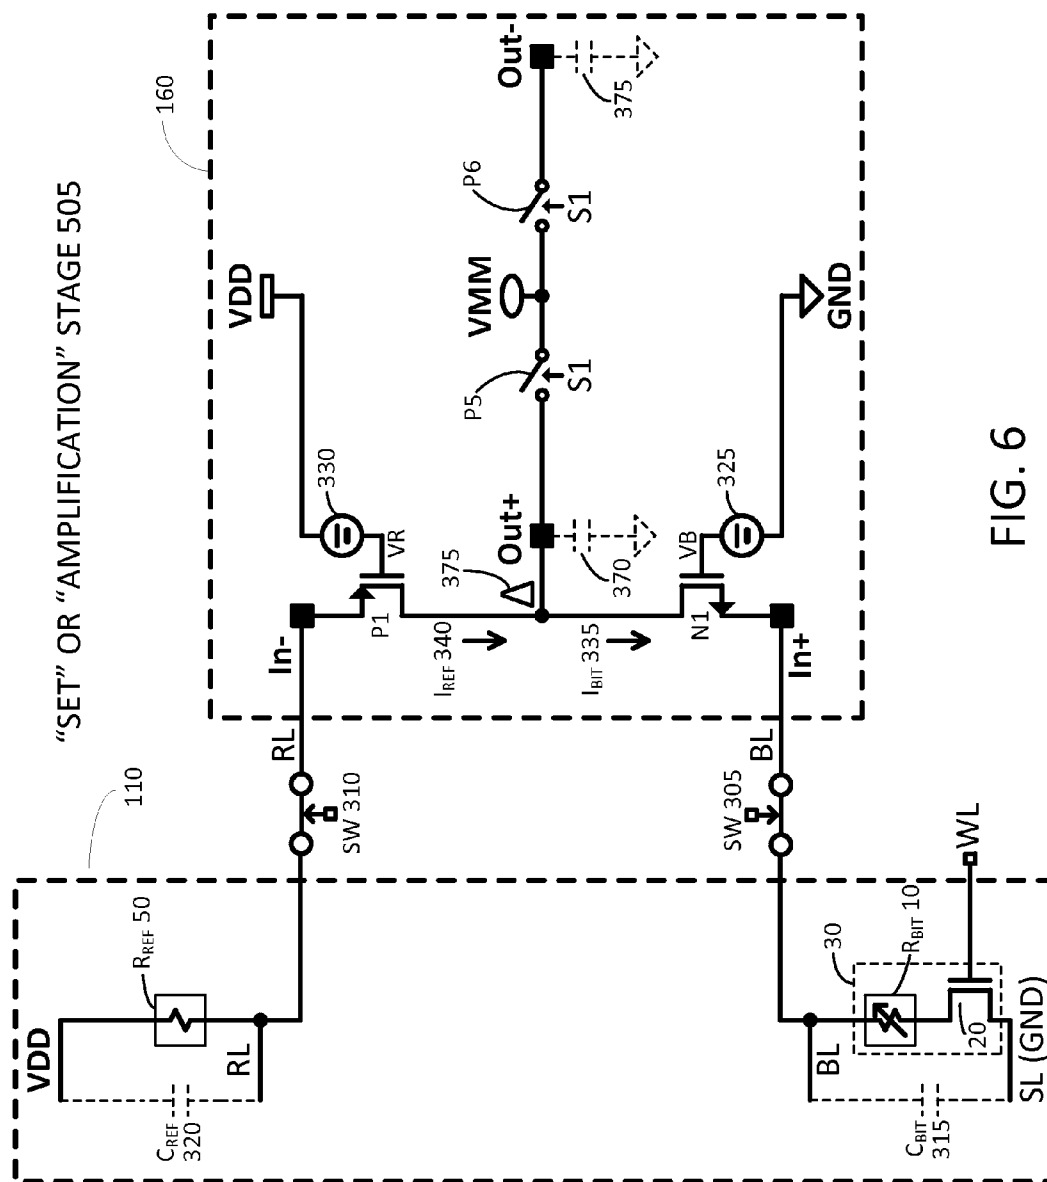 "SET" OR "AMPLIFICATION" STAGE 505
110
160
VDD
R_REF 50
C_REF
320
RL
SW 310
RL
In-
P1
VR
330
VDD
I_REF 340
375
Out+
370
P5
S1
VMM
P6
S1
Out-
375
I_BIT 335
N1
VB
325
GND
In+
BL
SW 305
BL
30
R_BIT 10
20
WL
C_BIT
315
SL (GND)
FIG. 6